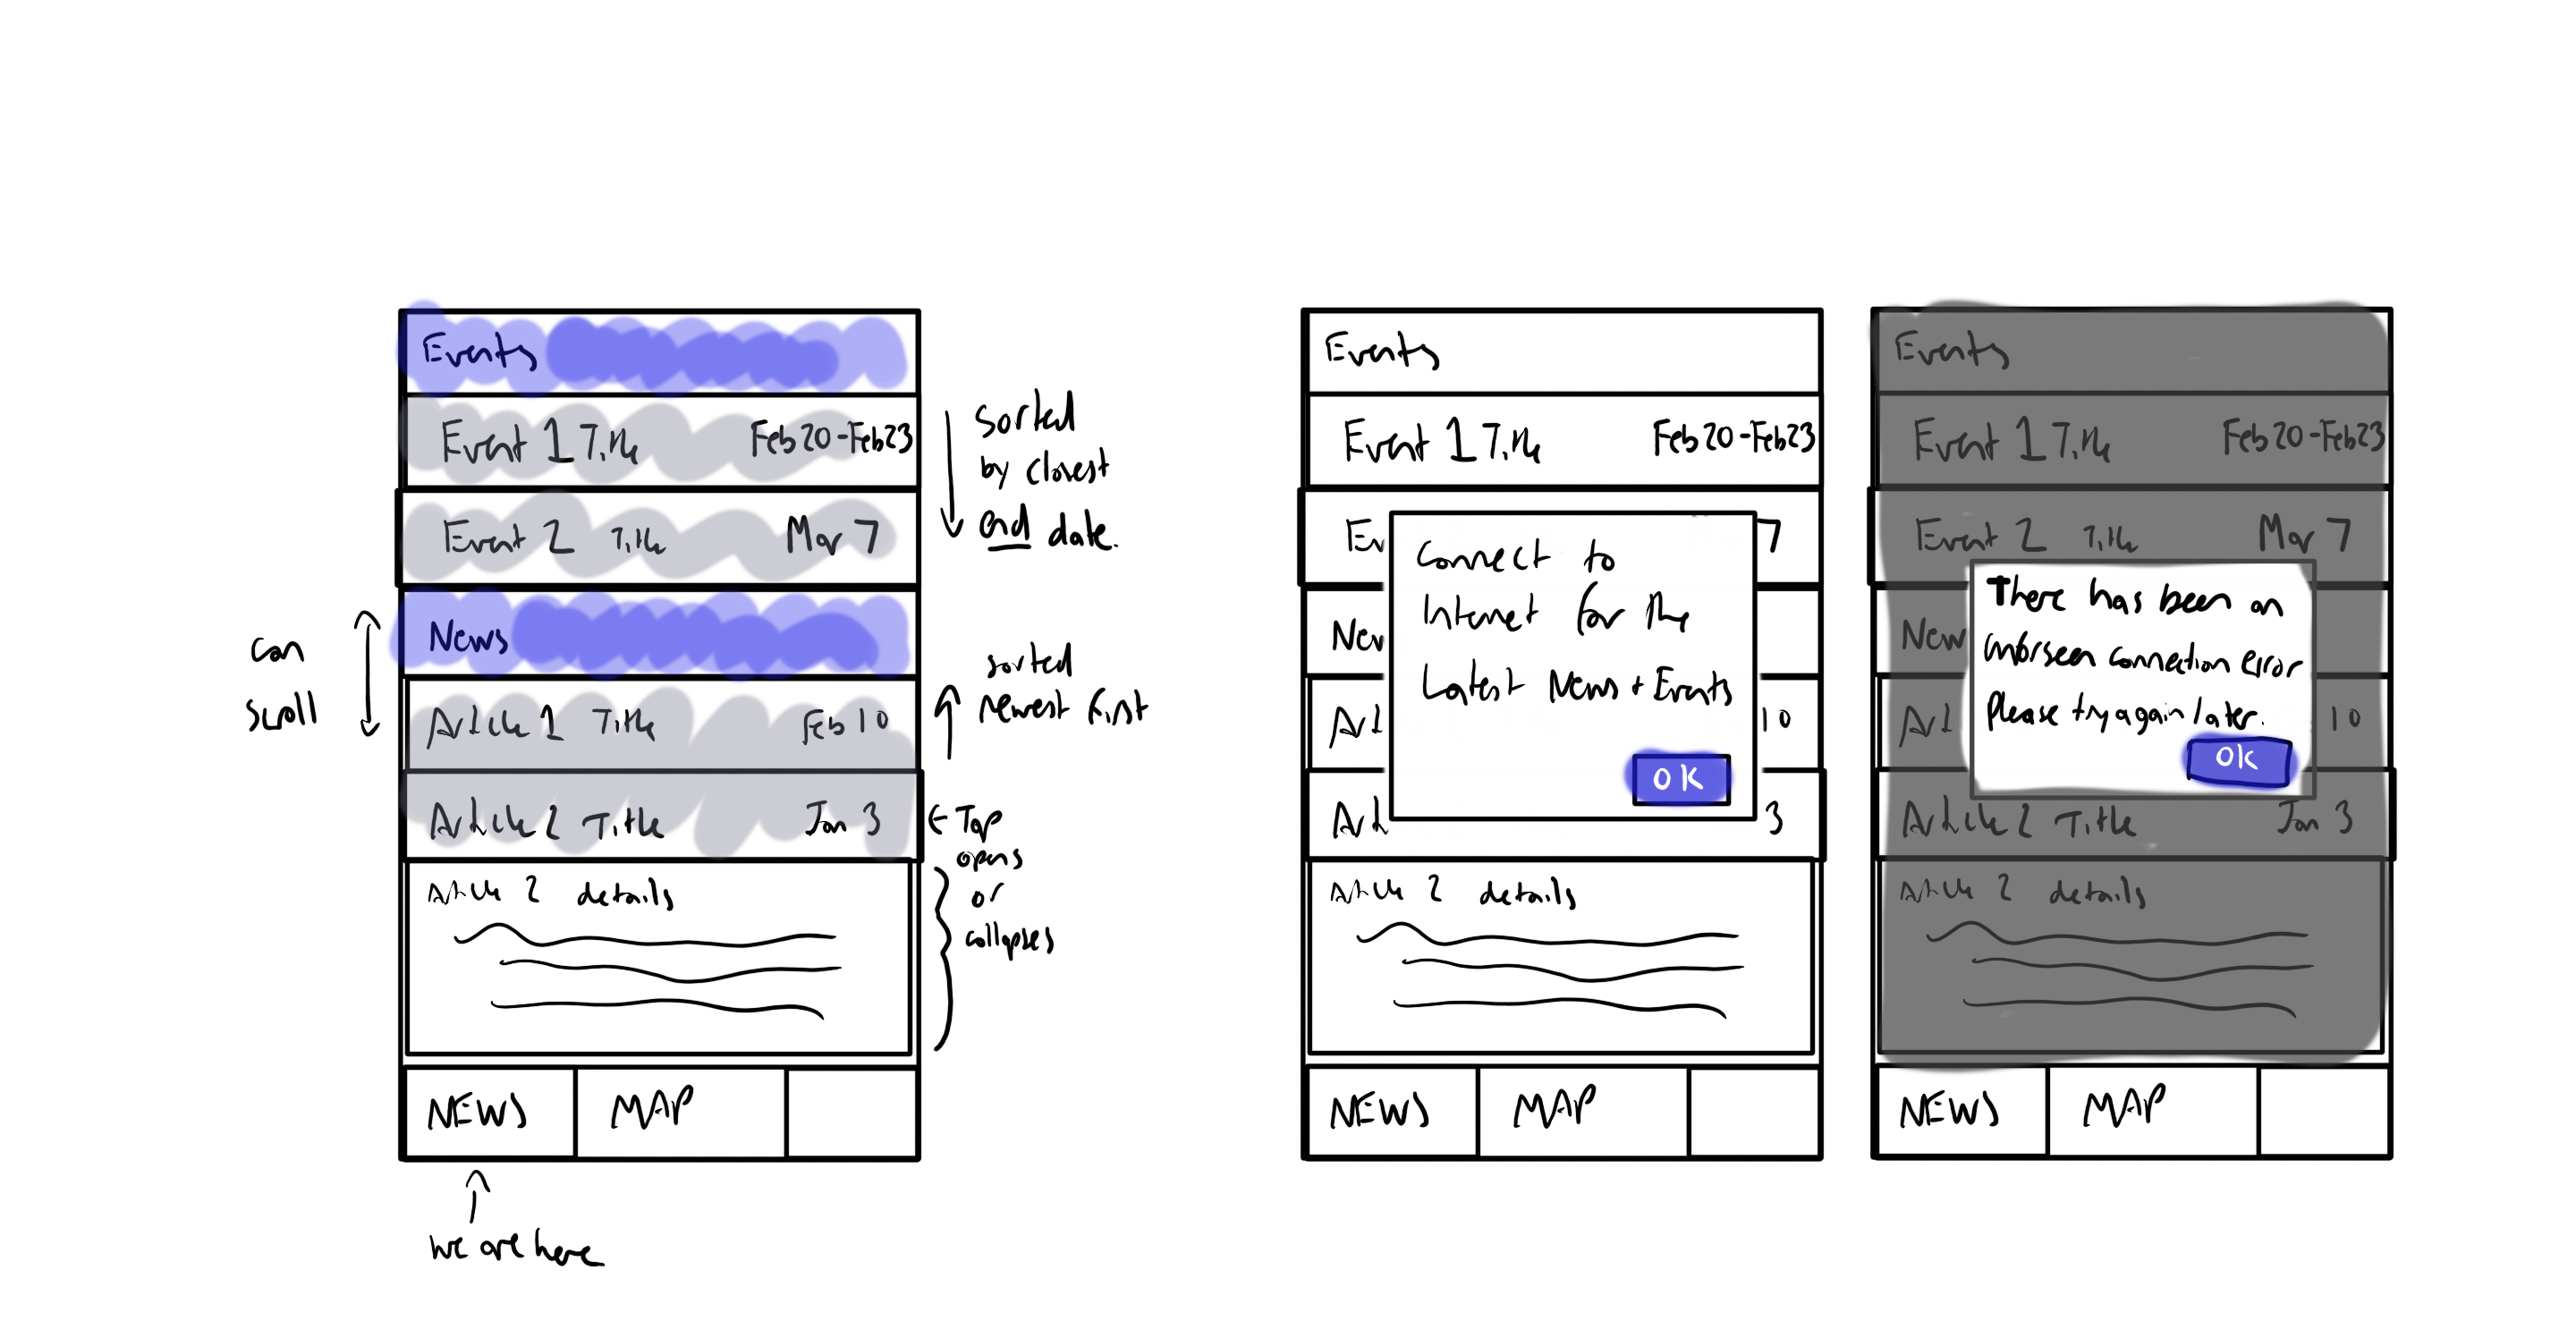 Events
Event 1 Title Feb 20 - Feb 23
Event 2 Title Mar 7
News
Article 1 Title Feb 10
Article 2 Title Jan 3
Article 2 details
NEWS MAP
can
scroll
sorted
by closest
end date.
sorted
newest first
← Tap
opens
or
collapses
we are here
Events
Event 1 Title Feb 20 - Feb 23
Ev 7
Connect to
Internet for the
Latest News + Events
OK
New
Art 10
Art 3
Article 2 details
NEWS MAP
Events
Event 1 Title Feb 20 - Feb 23
Event 2 Title Mar 7
There has been an
unforseen connection error
Please try again later.
OK
New
Art 10
Article 2 Title Jan 3
Article 2 details
NEWS MAP